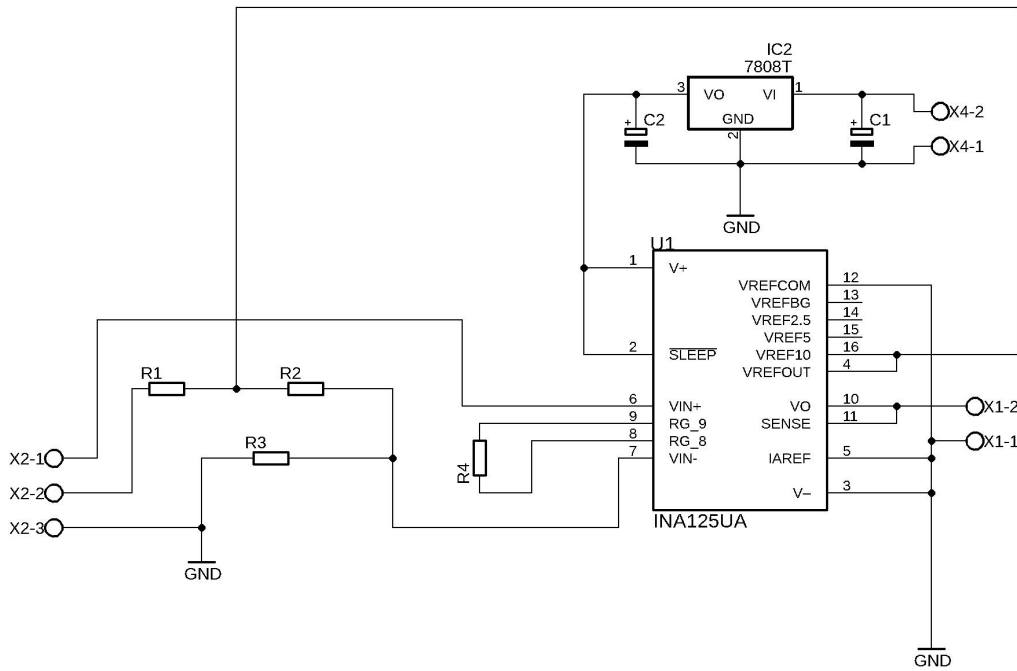 IC2
7808T
3 VO VI 1
GND
2
C2
C1
X4-2
X4-1
GND
U1
1 V+
VREFCOM 12
VREFBG 13
VREF2.5 14
VREF5 15
2 SLEEP
VREF10 16
VREFOUT 4
R1
R2
6 VIN+
VO 10
X1-2
9 RG_9
SENSE 11
8 RG_8
X1-1
R3
7 VIN-
IAREF 5
R4
X2-1
X2-2
V– 3
X2-3
INA125UA
GND
GND
+
+